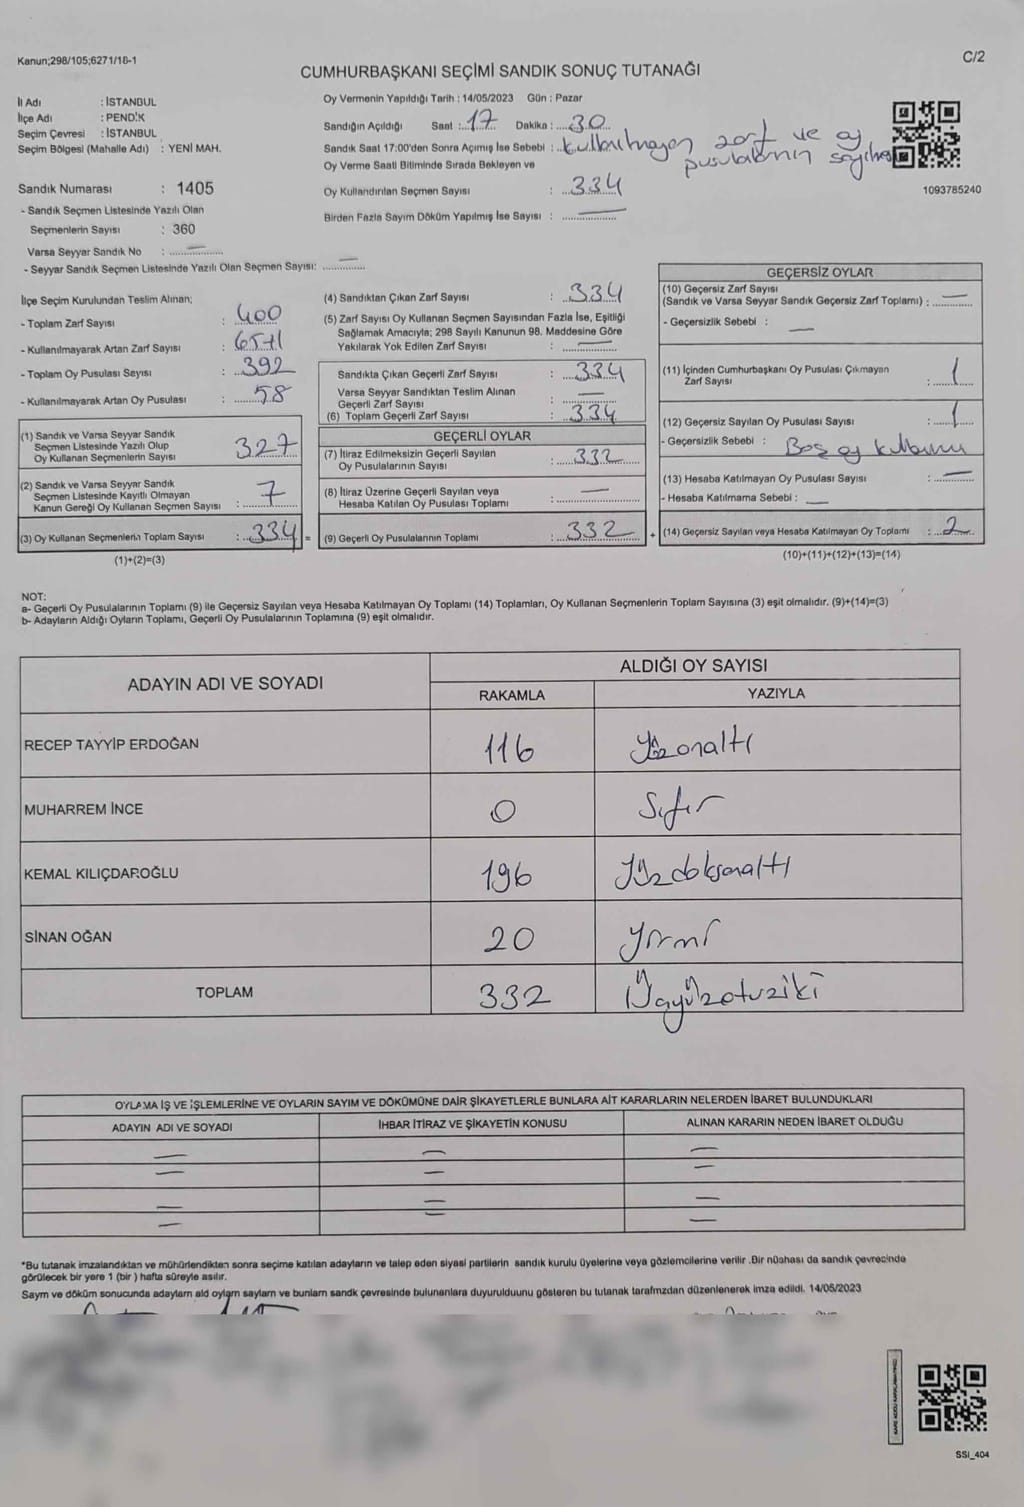 Kanun;298/105;6271/18-1
C/2
CUMHURBAŞKANI SEÇİMİ SANDIK SONUÇ TUTANAĞI
İl Adı : İSTANBUL
İlçe Adı : PENDİK
Seçim Çevresi : İSTANBUL
Seçim Bölgesi (Mahalle Adı) : YENİ MAH.
Oy Vermenin Yapıldığı Tarih : 14/05/2023 Gün : Pazar
Sandığın Açıldığı Saat : 17 Dakika : 30
Sandık Saat 17:00'den Sonra Açımış İse Sebebi : kullanılmayan zarf ve oy pusulalarının sayılması
Oy Verme Saati Bitiminde Sırada Bekleyen ve
Oy Kullandırılan Seçmen Sayısı : 334
Birden Fazla Sayım Döküm Yapılmış İse Sayısı : —
1093785240
Sandık Numarası : 1405
- Sandık Seçmen Listesinde Yazılı Olan
Seçmenlerin Sayısı : 360
Varsa Seyyar Sandık No : —
- Seyyar Sandık Seçmen Listesinde Yazılı Olan Seçmen Sayısı: —
İlçe Seçim Kurulundan Teslim Alınan;
- Toplam Zarf Sayısı : 400
- Kullanılmayarak Artan Zarf Sayısı : 65+1
- Toplam Oy Pusulası Sayısı : 392
- Kullanılmayarak Artan Oy Pusulası : 58
(1) Sandık ve Varsa Seyyar Sandık
Seçmen Listesinde Yazılı Olup
Oy Kullanan Seçmenlerin Sayısı 327
(2) Sandık ve Varsa Seyyar Sandık
Seçmen Listesinde Kayıtlı Olmayan
Kanun Gereği Oy Kullanan Seçmen Sayısı : 7
(3) Oy Kullanan Seçmenlerin Toplam Sayısı : 334 =
(1)+(2)=(3)
(4) Sandıktan Çıkan Zarf Sayısı : 334
(5) Zarf Sayısı Oy Kullanan Seçmen Sayısından Fazla İse, Eşitliği
Sağlamak Amacıyla; 298 Sayılı Kanunun 98. Maddesine Göre
Yakılarak Yok Edilen Zarf Sayısı : —
Sandıkta Çıkan Geçerli Zarf Sayısı : 334
Varsa Seyyar Sandıktan Teslim Alınan
Geçerli Zarf Sayısı : —
(6) Toplam Geçerli Zarf Sayısı : 334
GEÇERLİ OYLAR
(7) İtiraz Edilmeksizin Geçerli Sayılan
Oy Pusulalarının Sayısı : 332
(8) İtiraz Üzerine Geçerli Sayılan veya
Hesaba Katılan Oy Pusulası Toplamı : —
(9) Geçerli Oy Pusulalarının Toplamı : 332 +
GEÇERSİZ OYLAR
(10) Geçersiz Zarf Sayısı
(Sandık ve Varsa Seyyar Sandık Geçersiz Zarf Toplamı) : —
- Geçersizlik Sebebi : —
(11) İçinden Cumhurbaşkanı Oy Pusulası Çıkmayan
Zarf Sayısı : 1
(12) Geçersiz Sayılan Oy Pusulası Sayısı : 1
- Geçersizlik Sebebi : Boş oy kullanımı
(13) Hesaba Katılmayan Oy Pusulası Sayısı : —
- Hesaba Katılmama Sebebi : —
(14) Geçersiz Sayılan veya Hesaba Katılmayan Oy Toplamı : 2
(10)+(11)+(12)+(13)=(14)
NOT:
a- Geçerli Oy Pusulalarının Toplamı (9) ile Geçersiz Sayılan veya Hesaba Katılmayan Oy Toplamı (14) Toplamları, Oy Kullanan Seçmenlerin Toplam Sayısına (3) eşit olmalıdır. (9)+(14)=(3)
b- Adayların Aldığı Oyların Toplamı, Geçerli Oy Pusulalarının Toplamına (9) eşit olmalıdır.
ADAYIN ADI VE SOYADI ALDIĞI OY SAYISI
RAKAMLA YAZIYLA
RECEP TAYYİP ERDOĞAN 116 Yüzonaltı
MUHARREM İNCE 0 Sıfır
KEMAL KILIÇDAROĞLU 196 Yüzdoksanaltı
SİNAN OĞAN 20 Yirmi
TOPLAM 332 Üçyüzotuziki
OYLAMA İŞ VE İŞLEMLERİNE VE OYLARIN SAYIM VE DÖKÜMÜNE DAİR ŞİKAYETLERLE BUNLARA AİT KARARLARIN NELERDEN İBARET BULUNDUKLARI
ADAYIN ADI VE SOYADI İHBAR İTİRAZ VE ŞİKAYETİN KONUSU ALINAN KARARIN NEDEN İBARET OLDUĞU
*Bu tutanak imzalandıktan ve mühürlendikten sonra seçime katılan adayların ve talep eden siyasi partilerin sandık kurulu üyelerine veya gözlemcilerine verilir .Bir nüshası da sandık çevresinde
görülecek bir yere 1 (bir ) hafta süreyle asılır.
Sayım ve döküm sonucunda adayların ald oyların sayları ve bunların sandk çevresinde bulunanlara duyurulduunu gösteren bu tutanak tarafmzdan düzenlenerek imza edildi. 14/05/2023
SSI_404